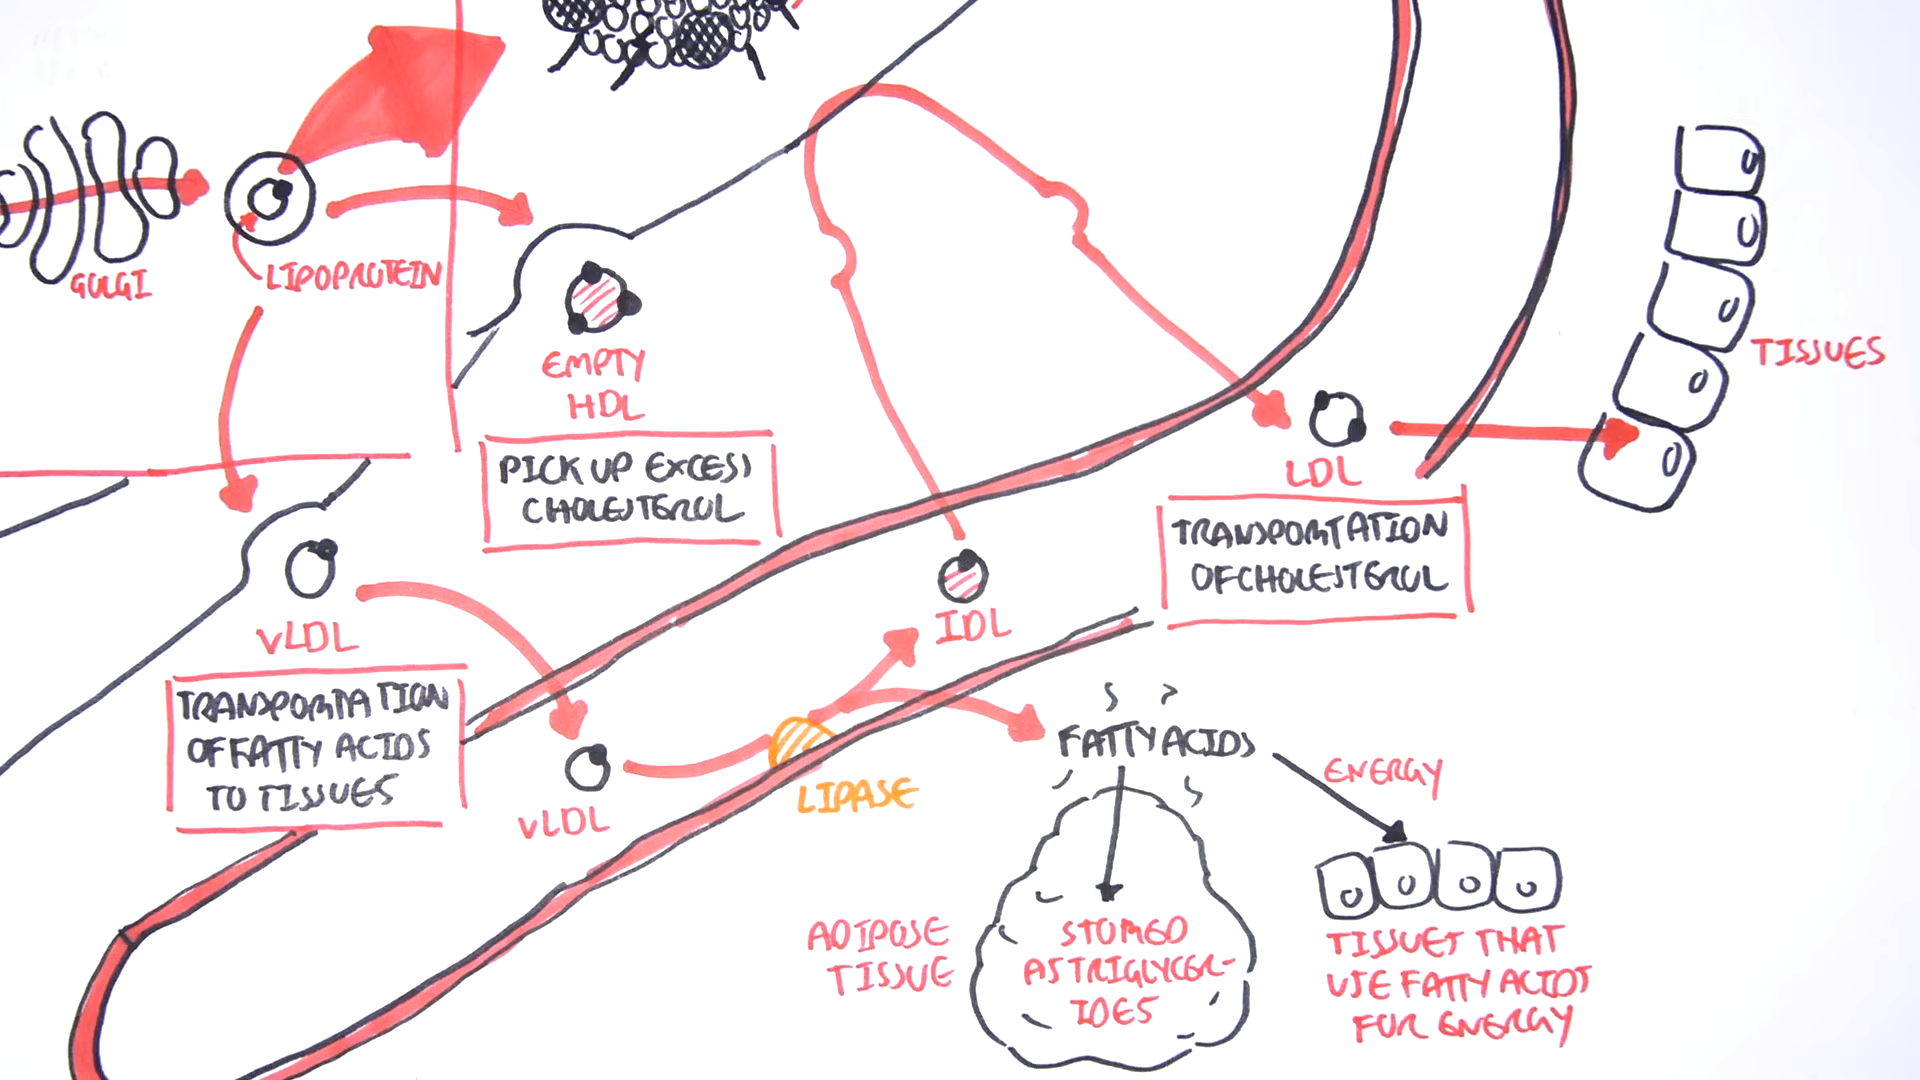 GOLGI
LIPOPROTEIN
EMPTY
HDL
PICK UP EXCESS
CHOLESTEROL
TISSUES
LDL
TRANSPORTATION
OF CHOLESTEROL
VLDL
TRANSPORTATION
OF FATTY ACIDS
TO TISSUES
VLDL
LIPASE
IDL
FATTY ACIDS
ENERGY
ADIPOSE
TISSUE
STORED
AS TRIGLYCER-
IDES
TISSUES THAT
USE FATTY ACIDS
FOR ENERGY